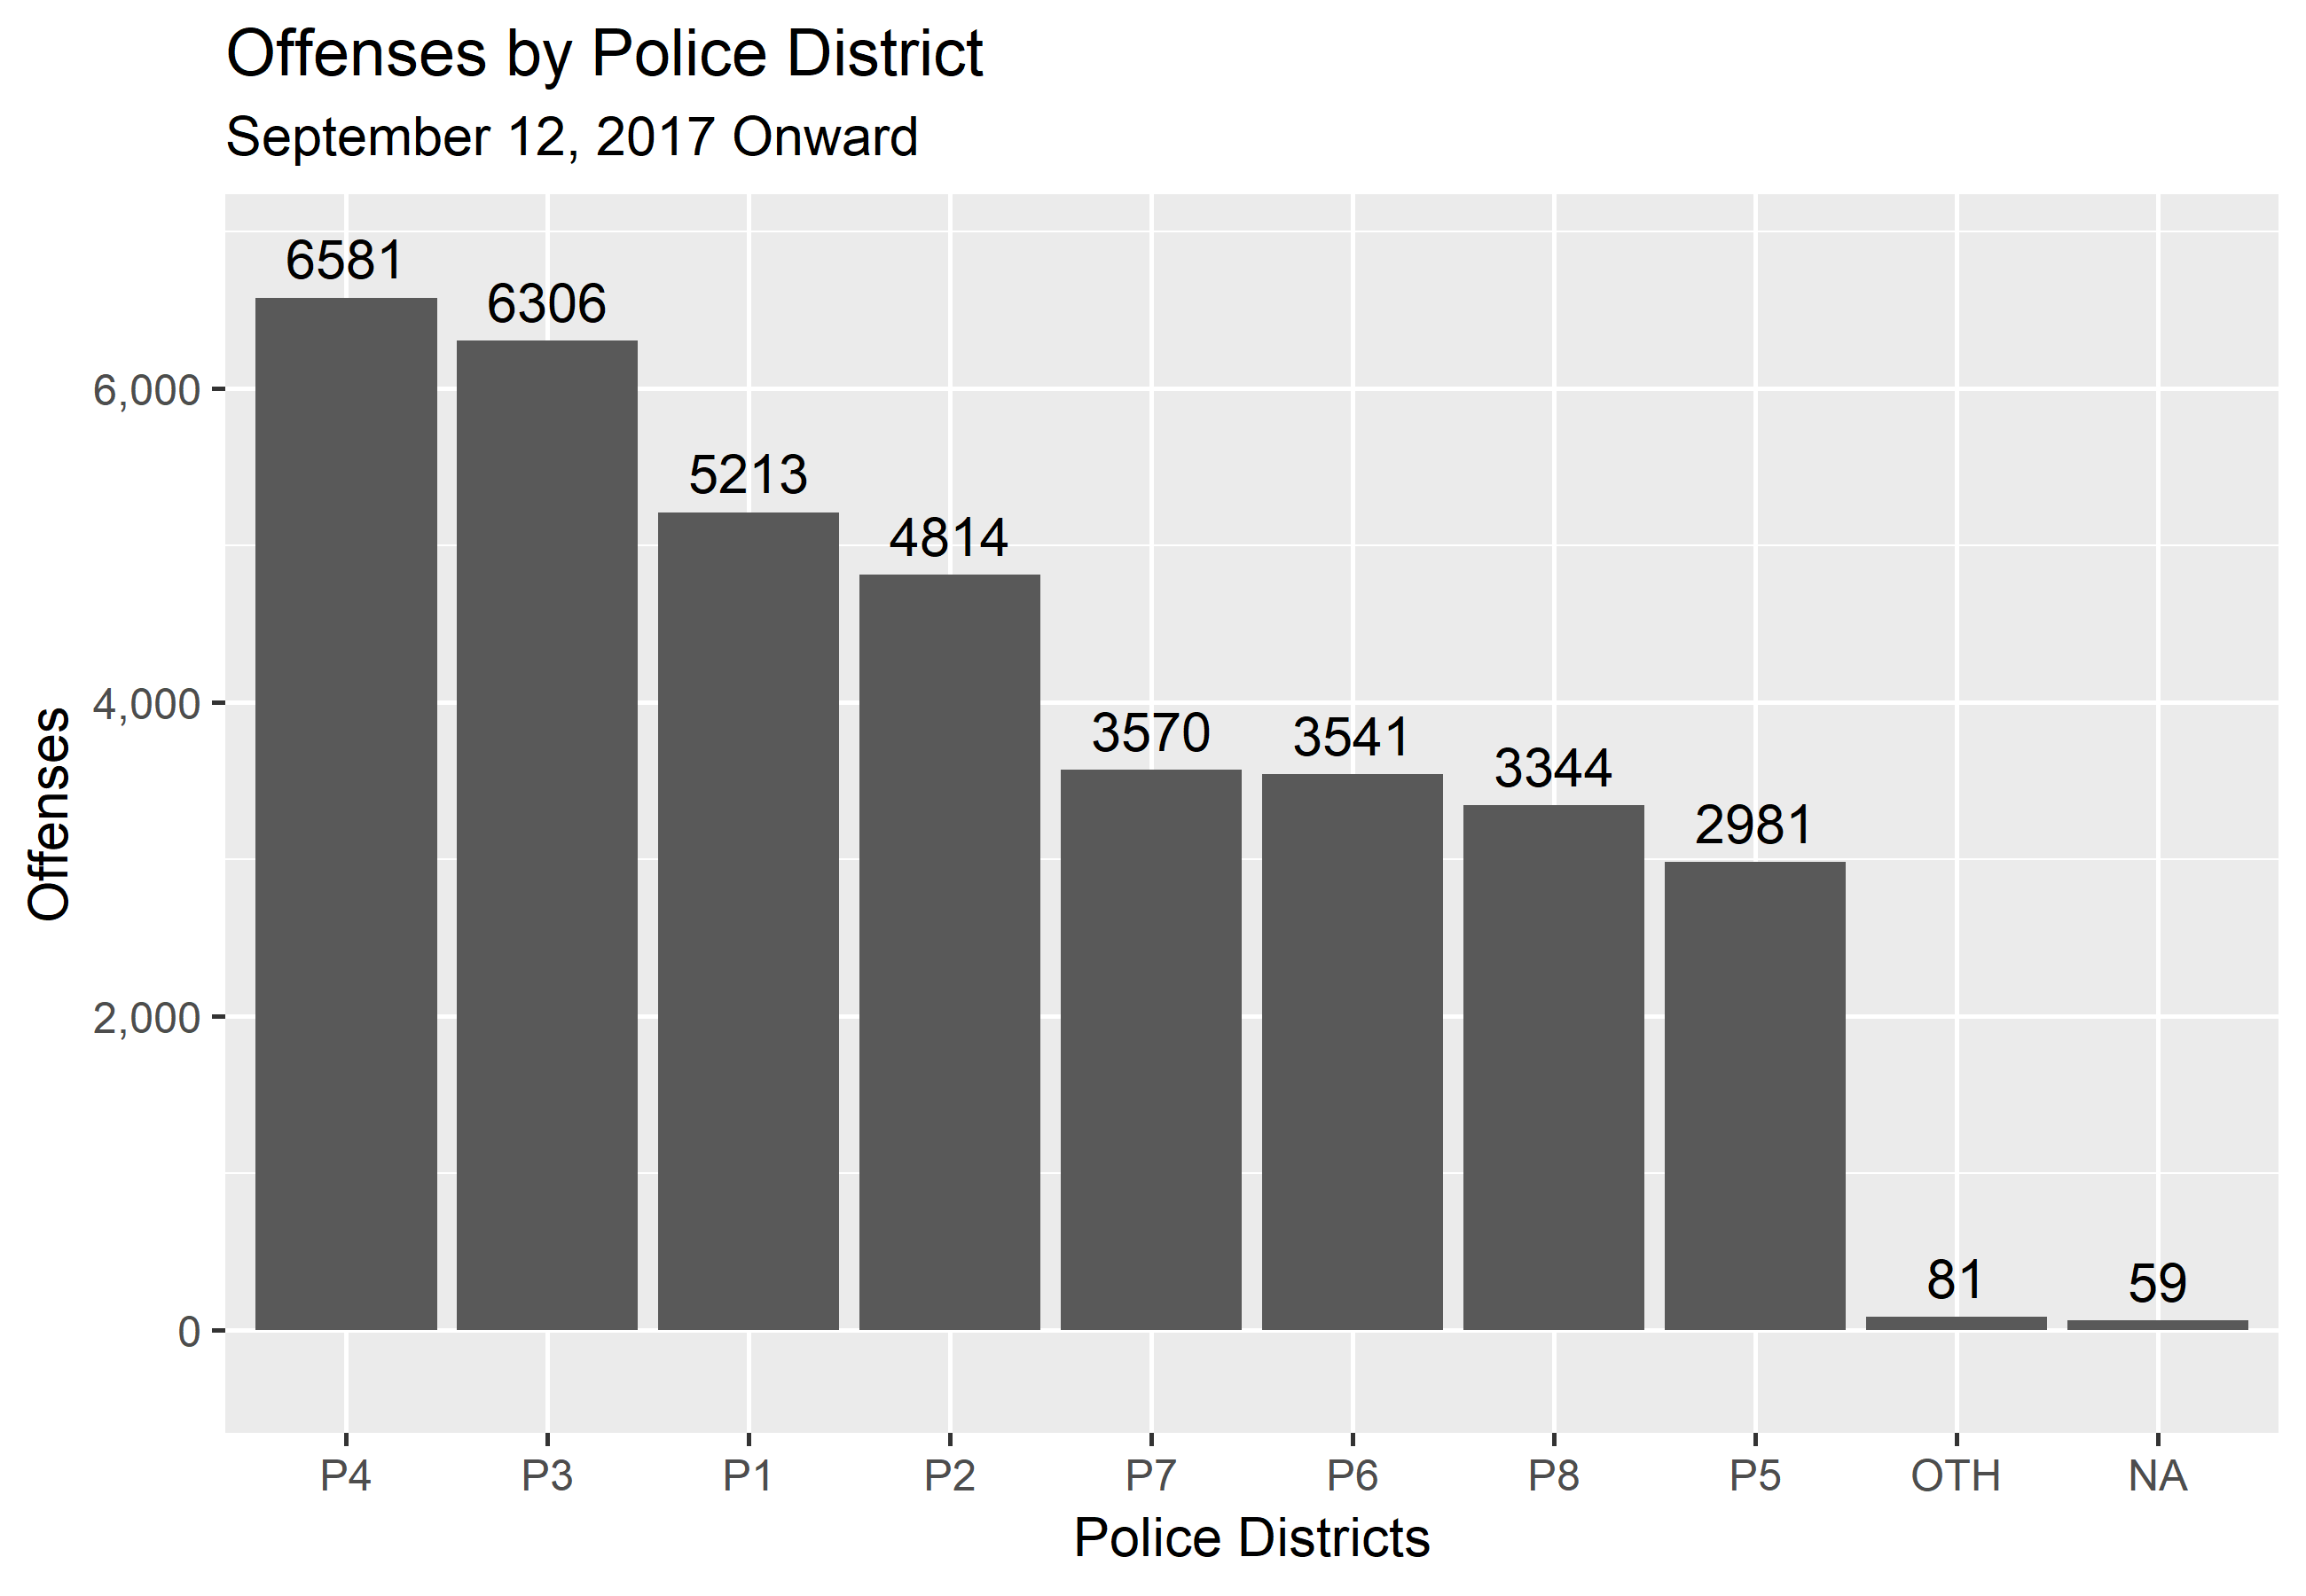 Offenses by Police District
September 12, 2017 Onward
Offenses
6,000
4,000
2,000
0
6581
6306
5213
4814
3570
3541
3344
2981
81
59
P4 P3 P1 P2 P7 P6 P8 P5 OTH NA
Police Districts